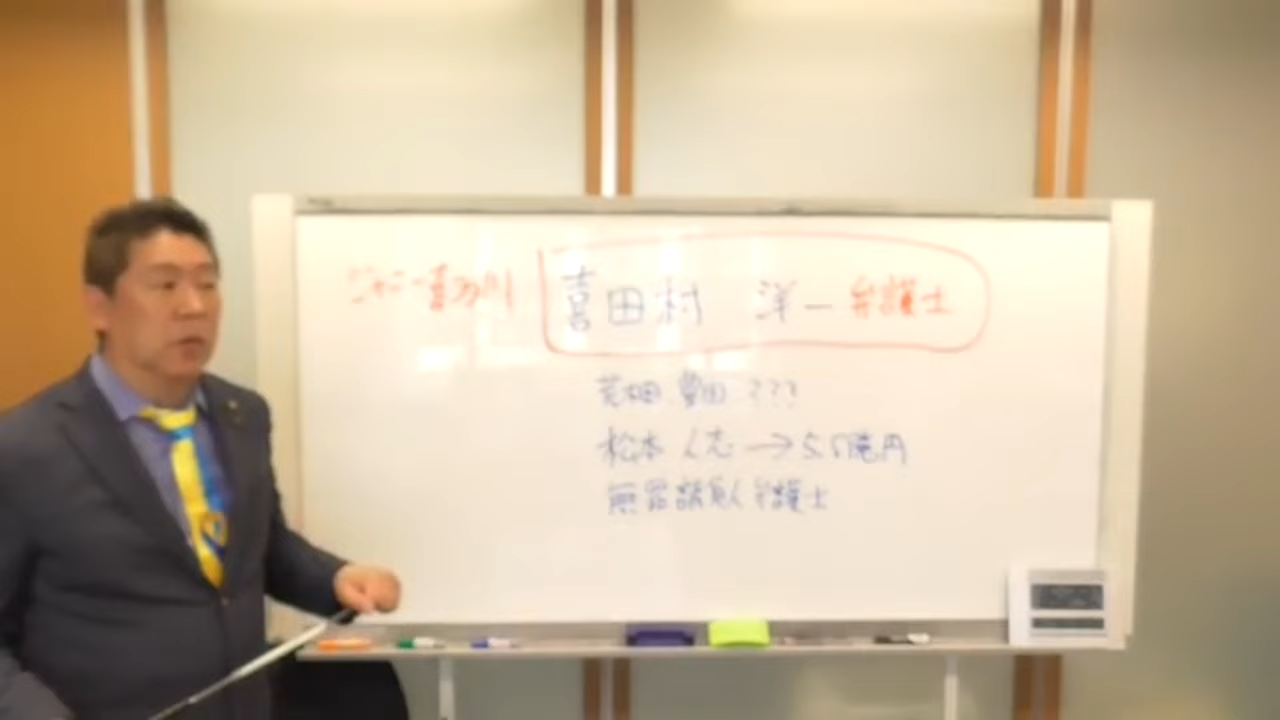 ジャニー喜多川 喜田村 洋一 弁護士
松本人志→5.5億円
無罪請負人 弁護士